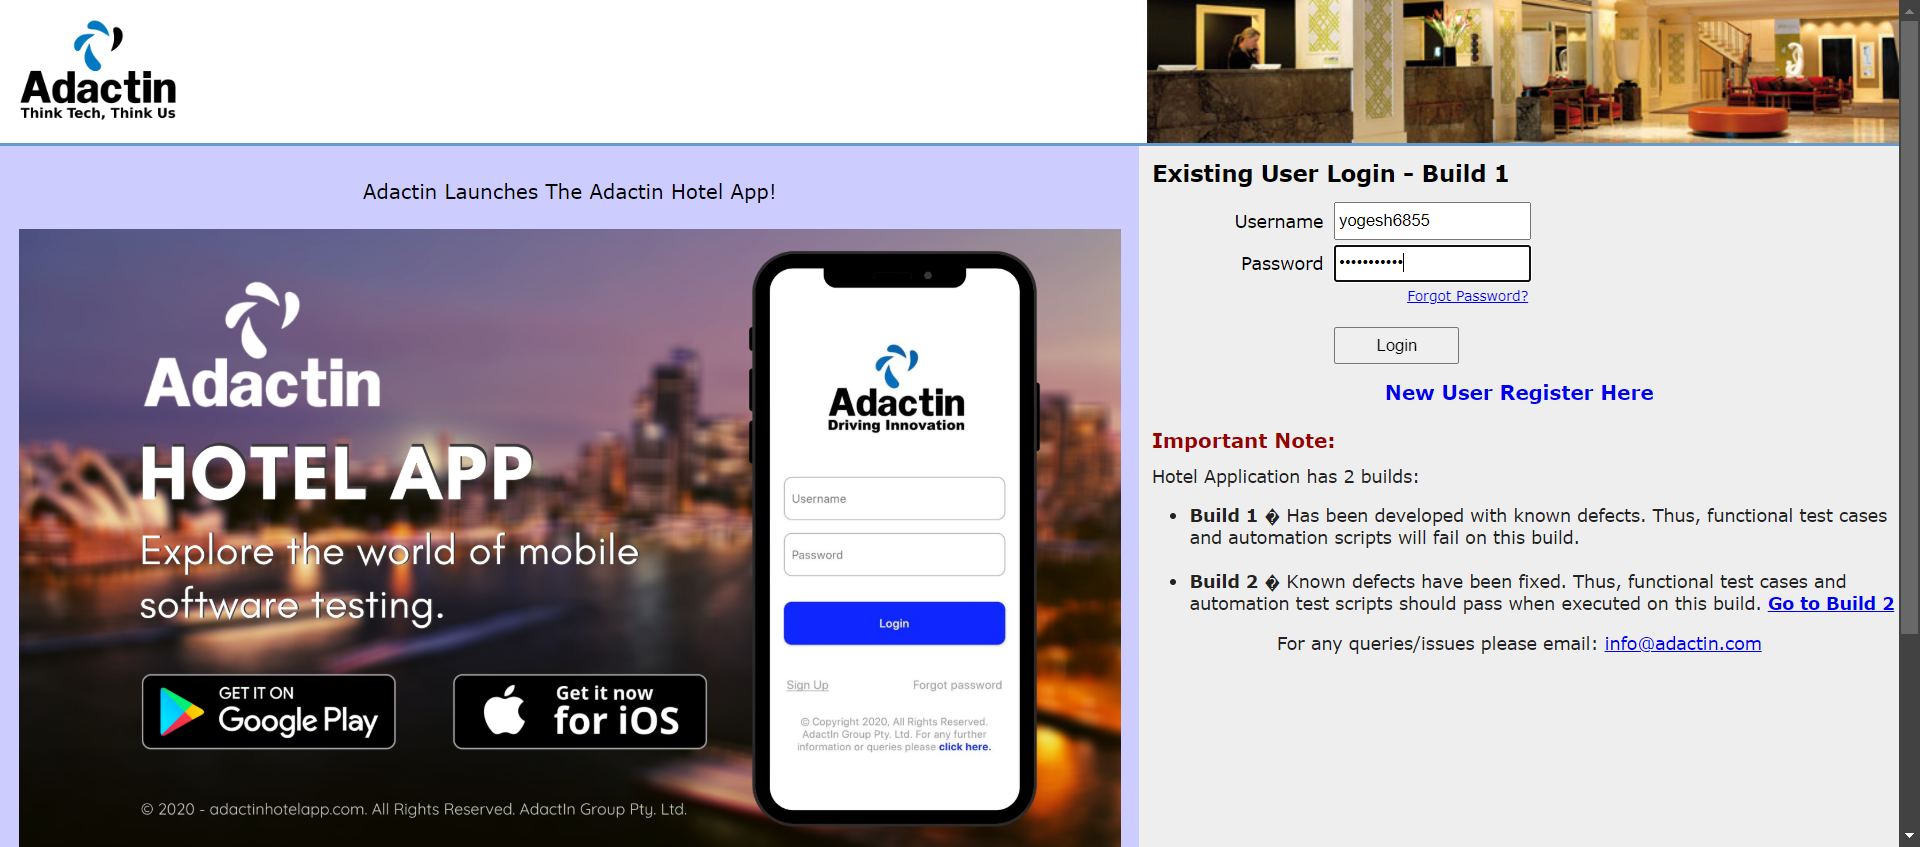 Adactin
Think Tech, Think Us
Adactin Launches The Adactin Hotel App!
Adactin
HOTEL APP
Explore the world of mobile
software testing.
GET IT ON
Google Play
Get it now
for iOS
© 2020 - adactinhotelapp.com. All Rights Reserved. AdactIn Group Pty. Ltd.
Adactin
Driving Innovation
Username
Password
Login
Sign Up Forgot password
© Copyright 2020, All Rights Reserved.
AdactIn Group Pty. Ltd. For any further
information or queries please click here.
Existing User Login - Build 1
Username yogesh6855
Password •••••••••••
Forgot Password?
Login
New User Register Here
Important Note:
Hotel Application has 2 builds:
• Build 1 � Has been developed with known defects. Thus, functional test cases
and automation scripts will fail on this build.
• Build 2 � Known defects have been fixed. Thus, functional test cases and
automation test scripts should pass when executed on this build. Go to Build 2
For any queries/issues please email: info@adactin.com